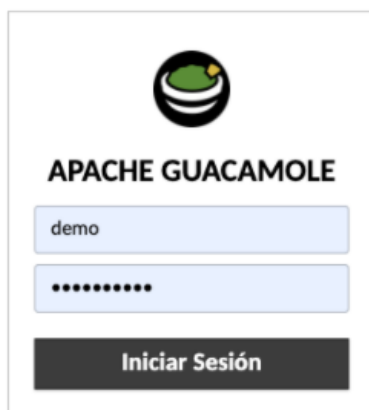 APACHE GUACAMOLE
demo
••••••••••
Iniciar Sesión